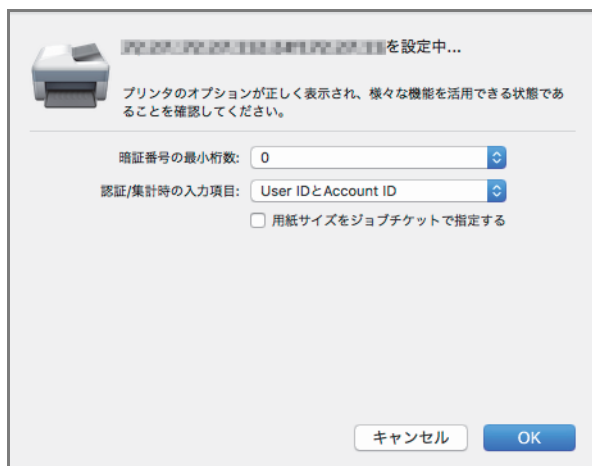 を設定中...
プリンタのオプションが正しく表示され、様々な機能を活用できる状態であ
ることを確認してください。
暗証番号の最小桁数: 0
認証/集計時の入力項目: User IDとAccount ID
用紙サイズをジョブチケットで指定する
キャンセル OK